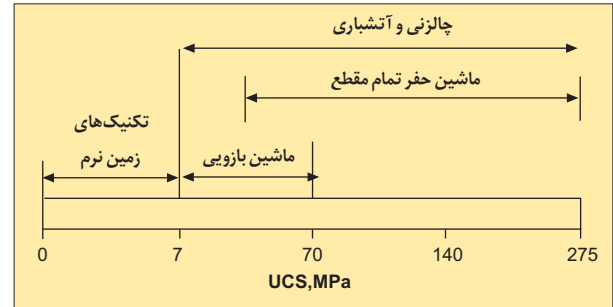 چالزنی و آتشباری
ماشین حفر تمام مقطع
تکنیک‌های
زمین نرم
ماشین بازویی
0 7 70 140 275
UCS,MPa